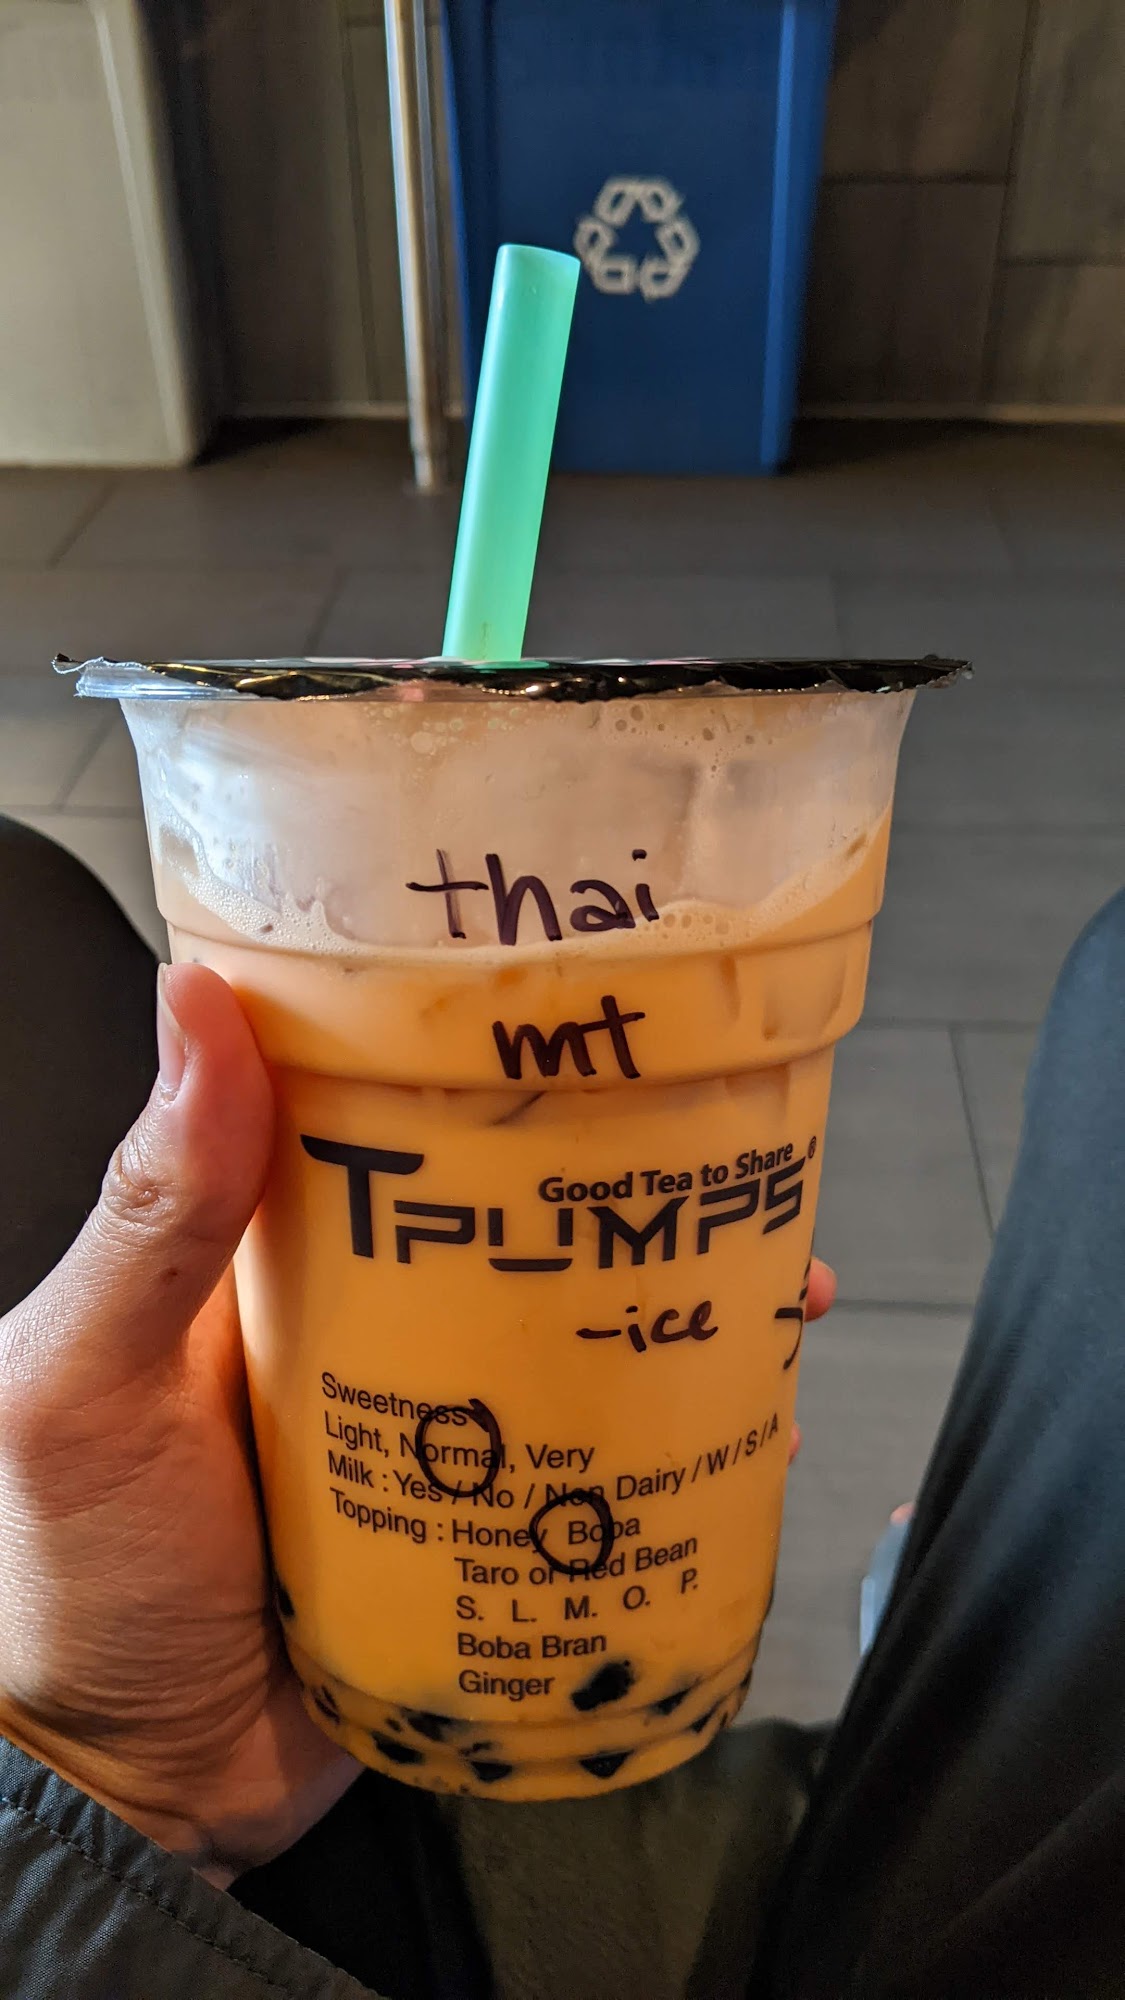 thai
mt
Good Tea to Share
TPUMPS®
-ice
Sweetness
Light, Normal, Very
Milk : Yes / No / Non Dairy / W / S / A
Topping : Honey Boba
Taro or Red Bean
S. L. M. O. P.
Boba Bran
Ginger